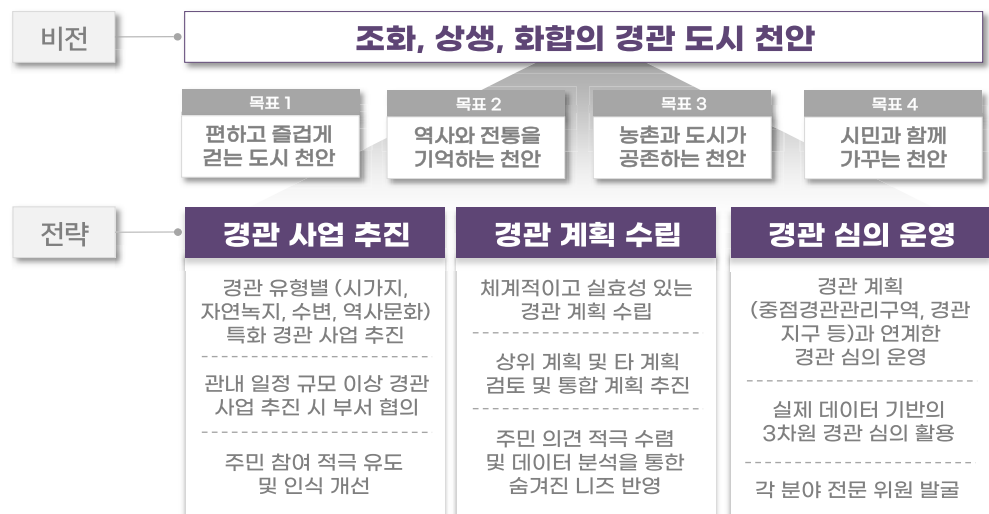 비전
조화, 상생, 화합의 경관 도시 천안
목표 1
편하고 즐겁게
걷는 도시 천안
목표 2
역사와 전통을
기억하는 천안
목표 3
농촌과 도시가
공존하는 천안
목표 4
시민과 함께
가꾸는 천안
전략
경관 사업 추진
경관 유형별 (시가지,
자연녹지, 수변, 역사문화)
특화 경관 사업 추진
관내 일정 규모 이상 경관
사업 추진 시 부서 협의
주민 참여 적극 유도
및 인식 개선
경관 계획 수립
체계적이고 실효성 있는
경관 계획 수립
상위 계획 및 타 계획
검토 및 통합 계획 추진
주민 의견 적극 수렴
및 데이터 분석을 통한
숨겨진 니즈 반영
경관 심의 운영
경관 계획
(중점경관관리구역, 경관
지구 등)과 연계한
경관 심의 운영
실제 데이터 기반의
3차원 경관 심의 활용
각 분야 전문 위원 발굴